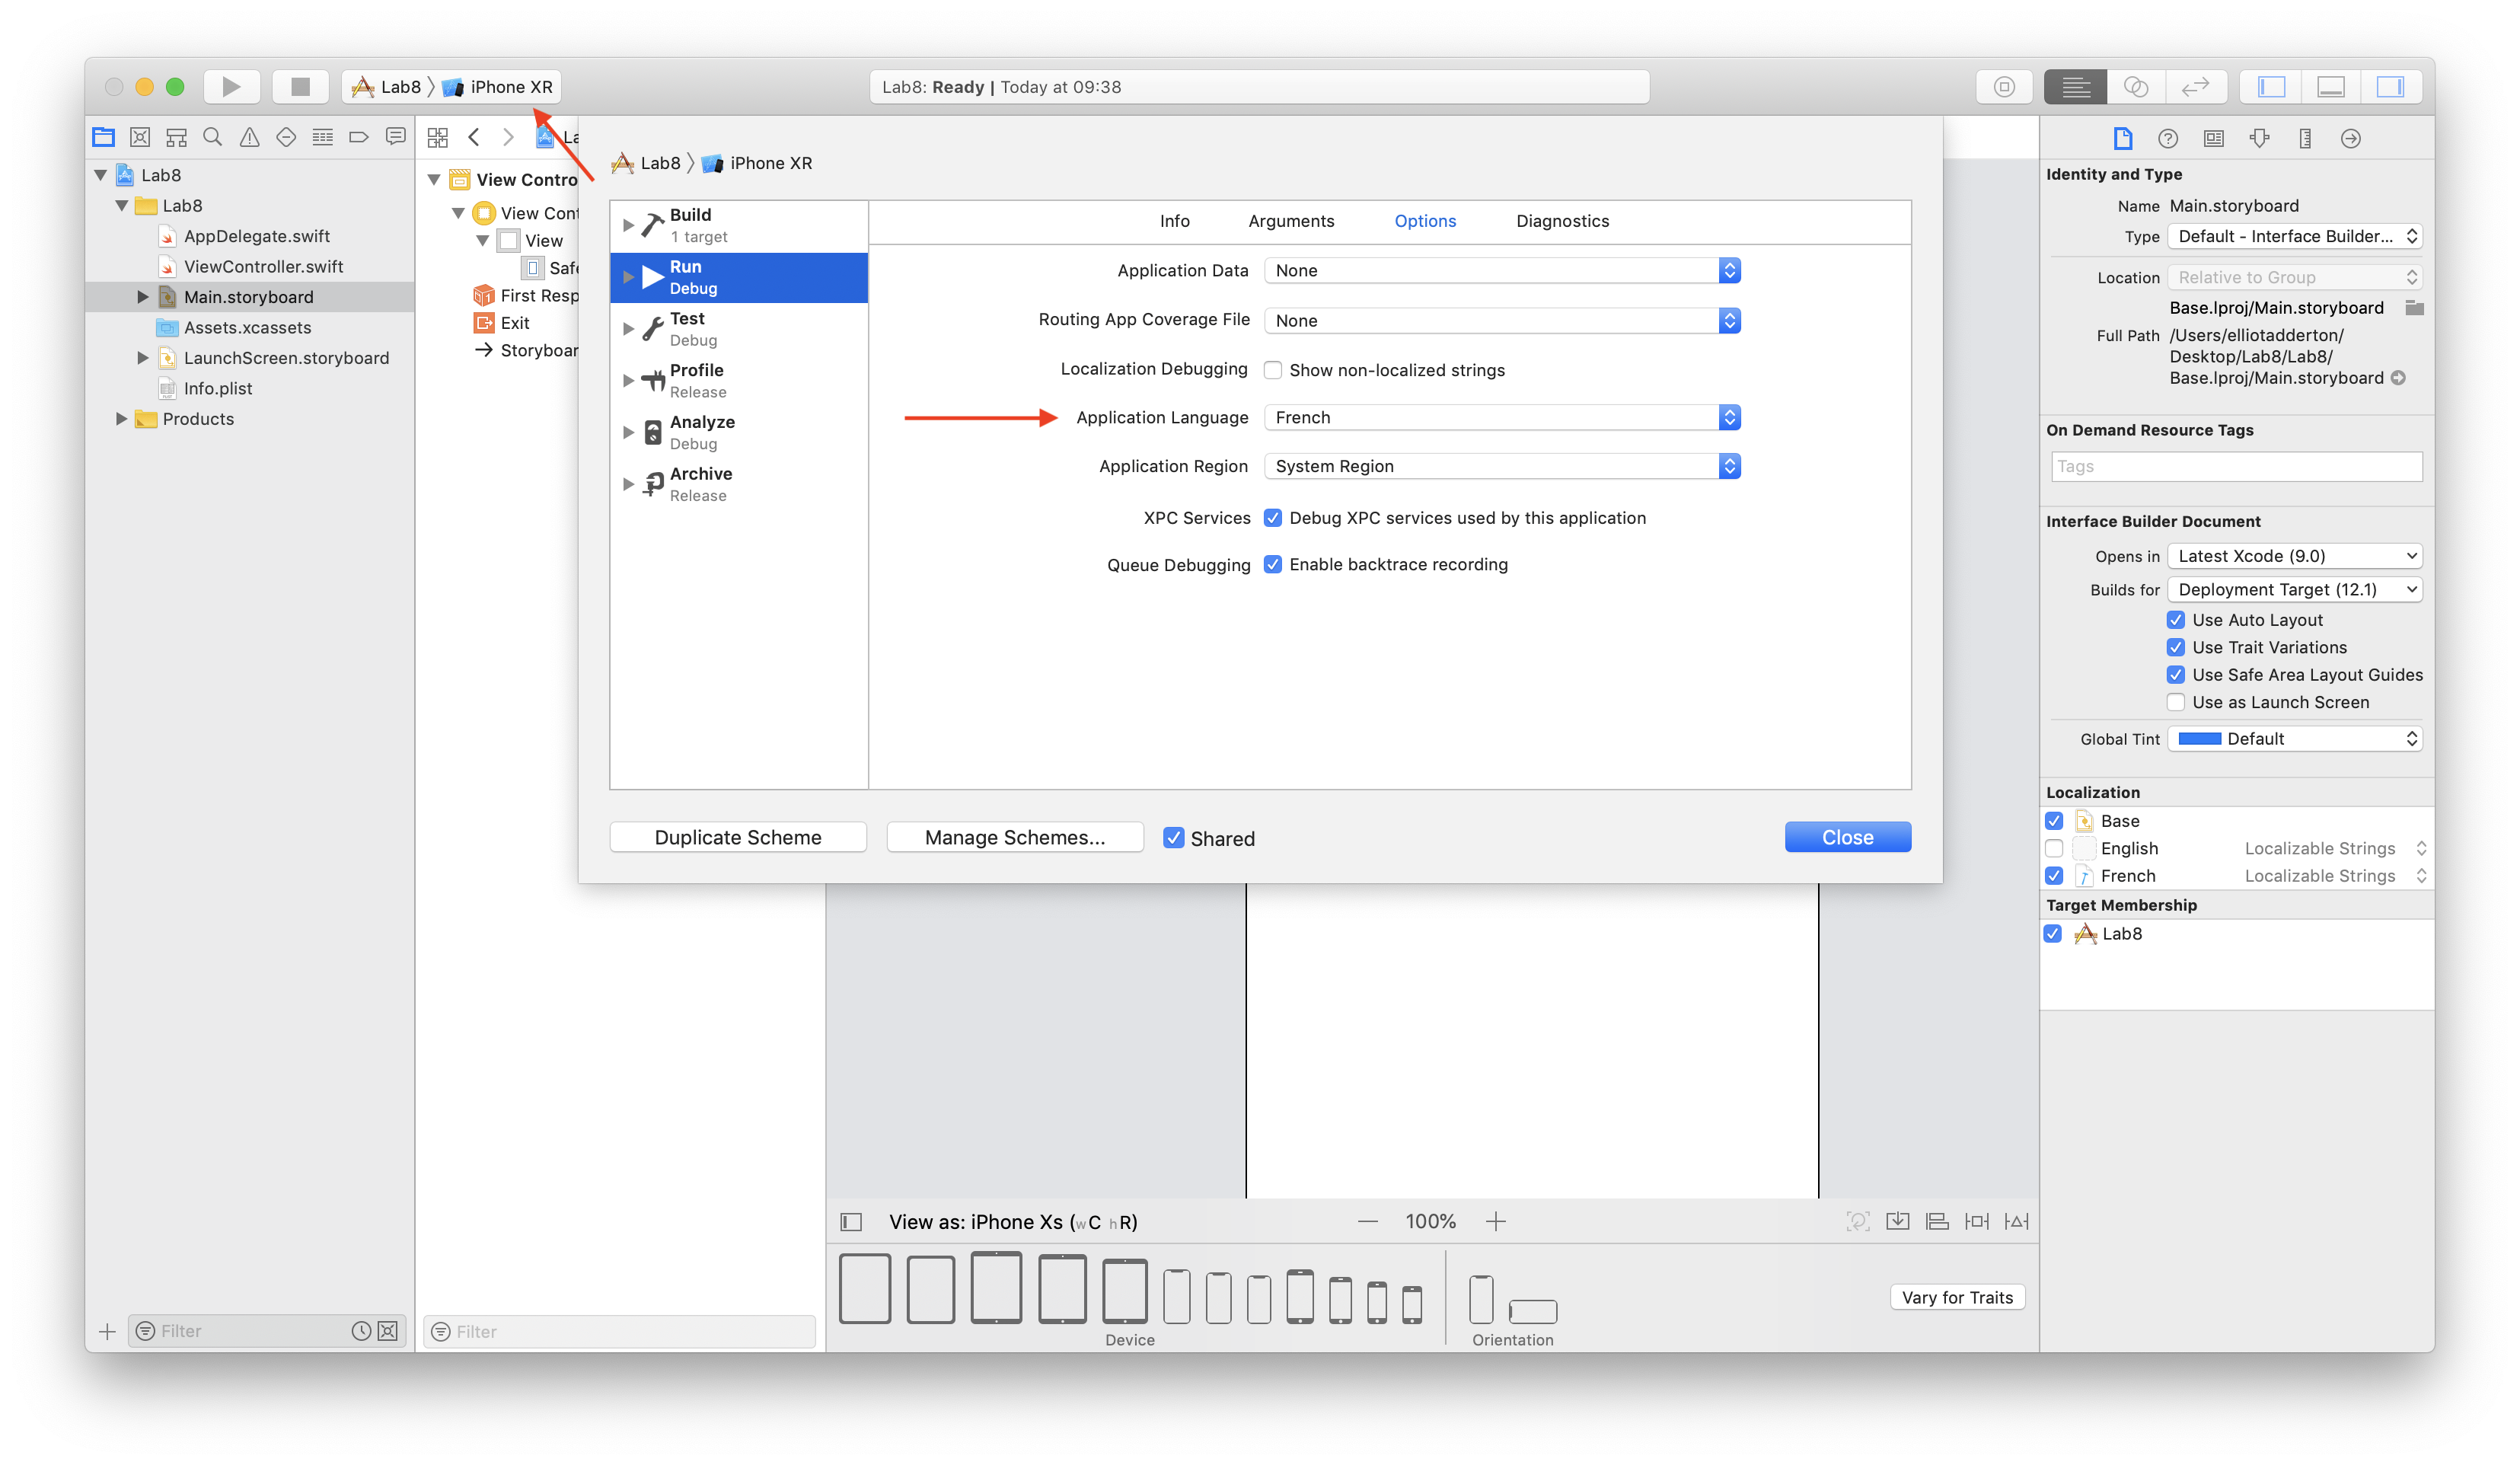 Lab8 iPhone XR
Lab8: Ready | Today at 09:38
Lab8
Lab8
AppDelegate.swift
ViewController.swift
Main.storyboard
Assets.xcassets
LaunchScreen.storyboard
Info.plist
Products
Filter
View Contro
View Cont
View
Safe
First Resp
Exit
Storyboar
Filter
Lab8 iPhone XR
Build
1 target
Run
Debug
Test
Debug
Profile
Release
Analyze
Debug
Archive
Release
Info Arguments Options Diagnostics
Application Data None
Routing App Coverage File None
Localization Debugging Show non-localized strings
Application Language French
Application Region System Region
XPC Services Debug XPC services used by this application
Queue Debugging Enable backtrace recording
Duplicate Scheme Manage Schemes... Shared Close
View as: iPhone Xs (wC hR) 100%
Device Orientation
Vary for Traits
Identity and Type
Name Main.storyboard
Type Default - Interface Builder...
Location Relative to Group
Base.lproj/Main.storyboard
Full Path /Users/elliotadderton/
Desktop/Lab8/Lab8/
Base.lproj/Main.storyboard
On Demand Resource Tags
Tags
Interface Builder Document
Opens in Latest Xcode (9.0)
Builds for Deployment Target (12.1)
Use Auto Layout
Use Trait Variations
Use Safe Area Layout Guides
Use as Launch Screen
Global Tint Default
Localization
Base
English Localizable Strings
French Localizable Strings
Target Membership
Lab8